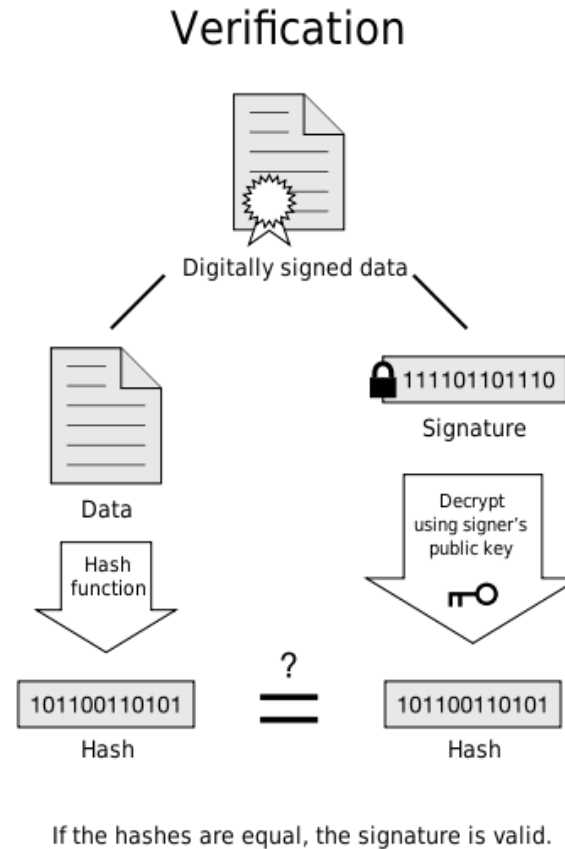 Verification
Digitally signed data
111101101110
Signature
Data
Decrypt
using signer's
public key
Hash
function
?
101100110101
101100110101
Hash
Hash
If the hashes are equal, the signature is valid.